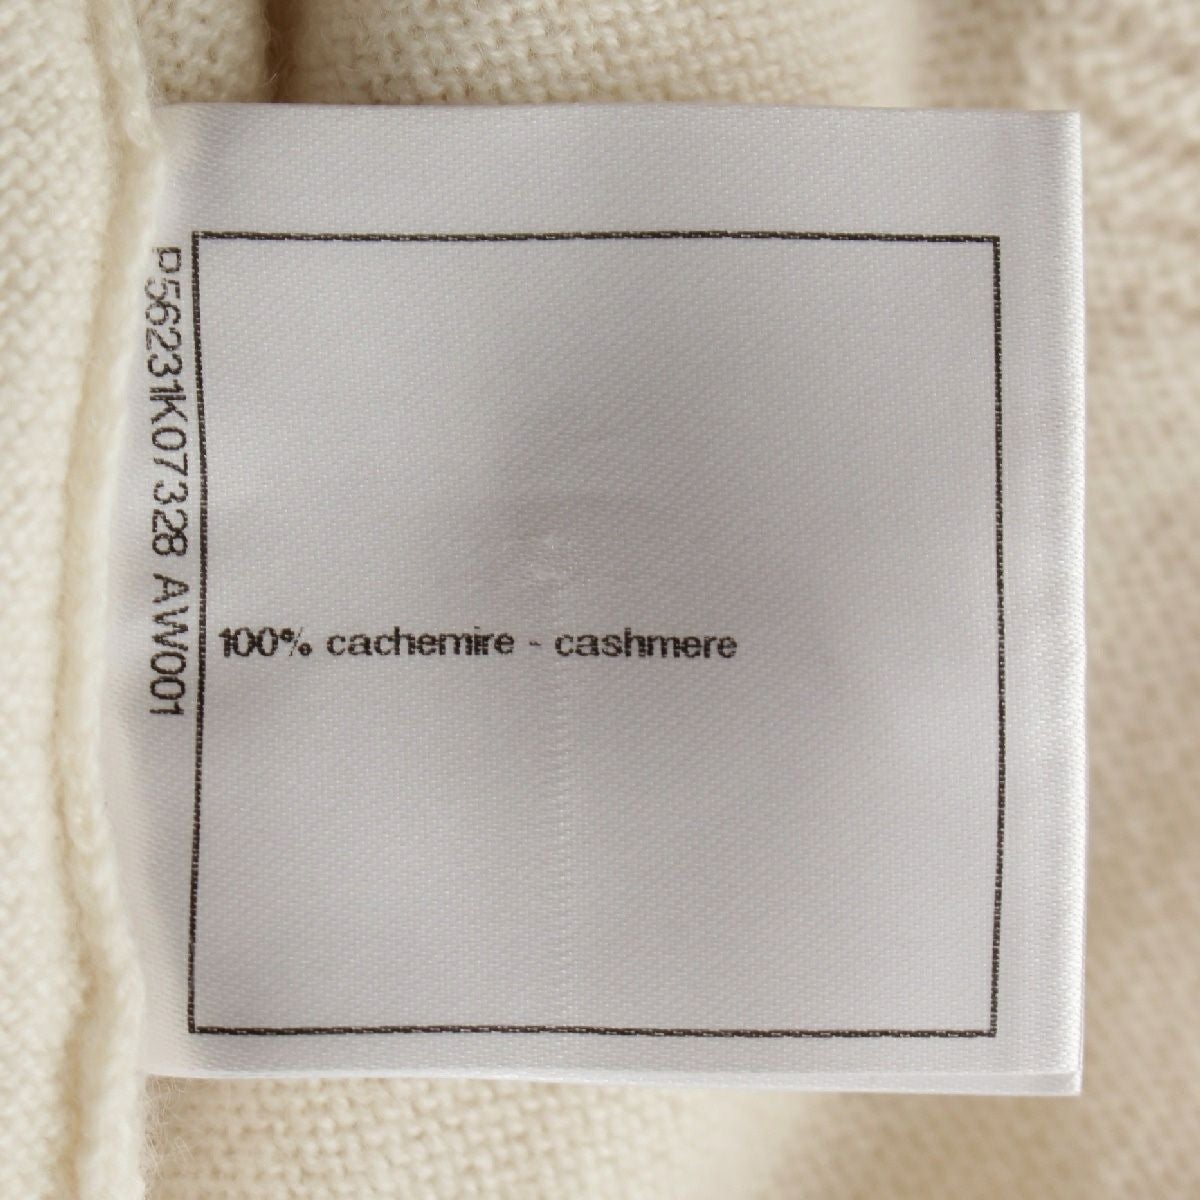 P56231K07328 AW001
100% cachemire - cashmere